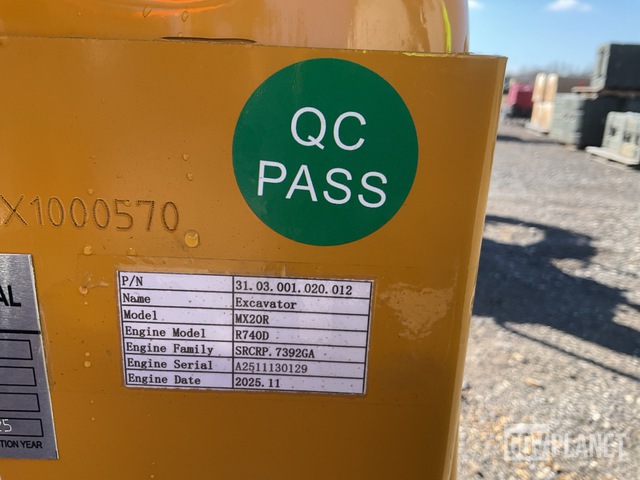 QC
PASS
X1000570
AL
P/N 31.03.001.020.012
Name Excavator
Model MX20R
Engine Model R740D
Engine Family SRCRP.7392GA
Engine Serial A2511130129
Engine Date 2025.11
25
TION YEAR